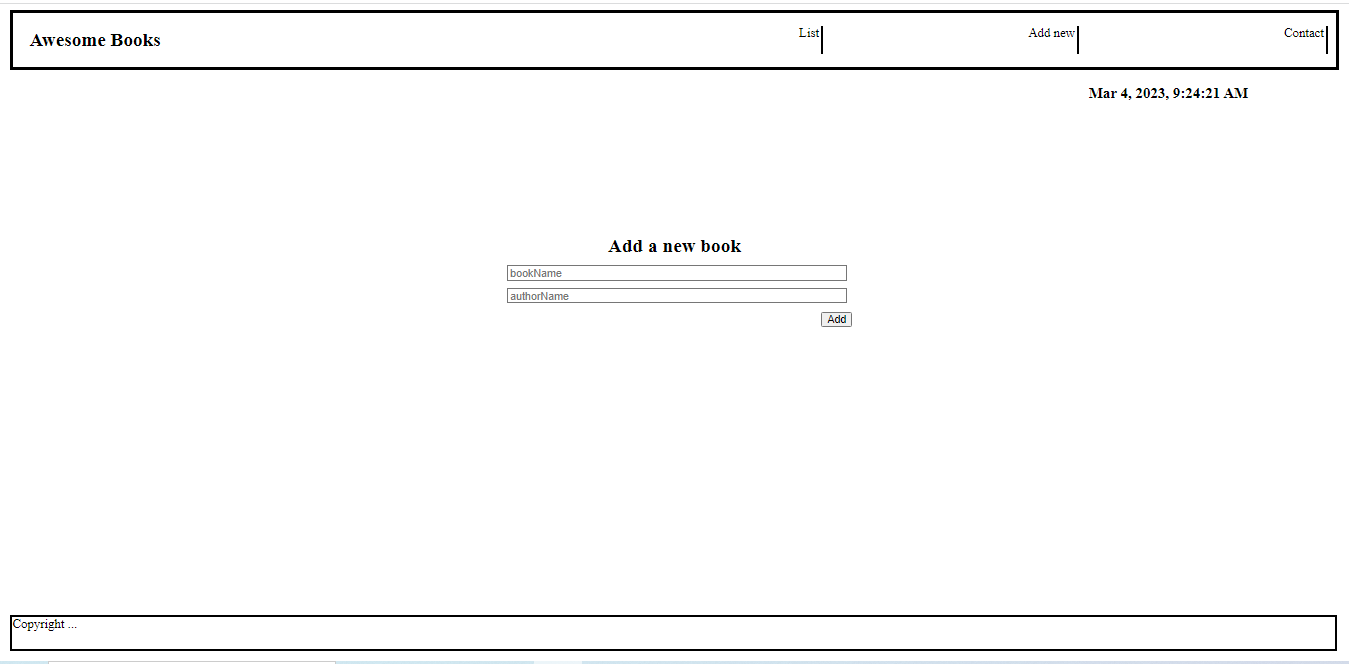 Awesome Books
List
Add new
Contact
Mar 4, 2023, 9:24:21 AM
Add a new book
bookName
authorName
Add
Copyright ...